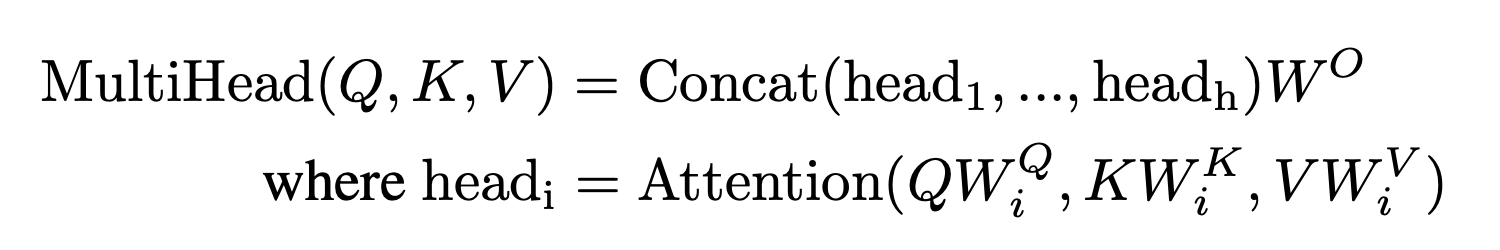 MultiHead(Q, K, V) = Concat(head_1, ..., head_h)W^O
where head_i = Attention(QW_i^Q, KW_i^K, VW_i^V)